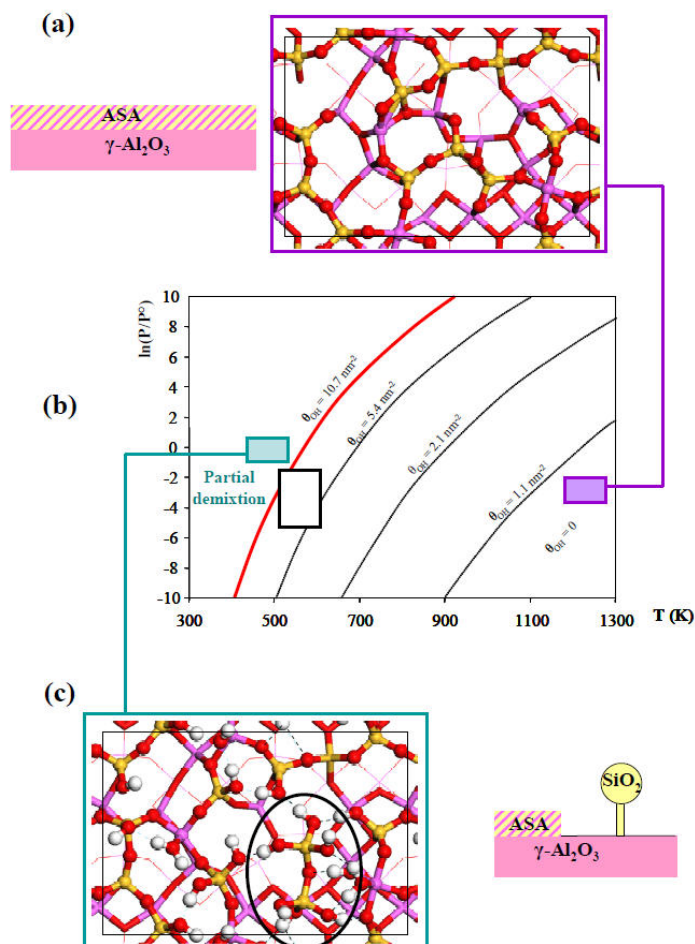 (a)
ASA
γ-Al₂O₃
(b)
ln(P/P°)
10
8
6
4
2
0
-2
-4
-6
-8
-10
300
500
700
900
1100
1300
T (K)
θOH = 10.7 nm⁻²
θOH = 5.4 nm⁻²
θOH = 2.1 nm⁻²
θOH = 1.1 nm⁻²
θOH = 0
Partial
demixtion
(c)
SiO₂
ASA
γ-Al₂O₃